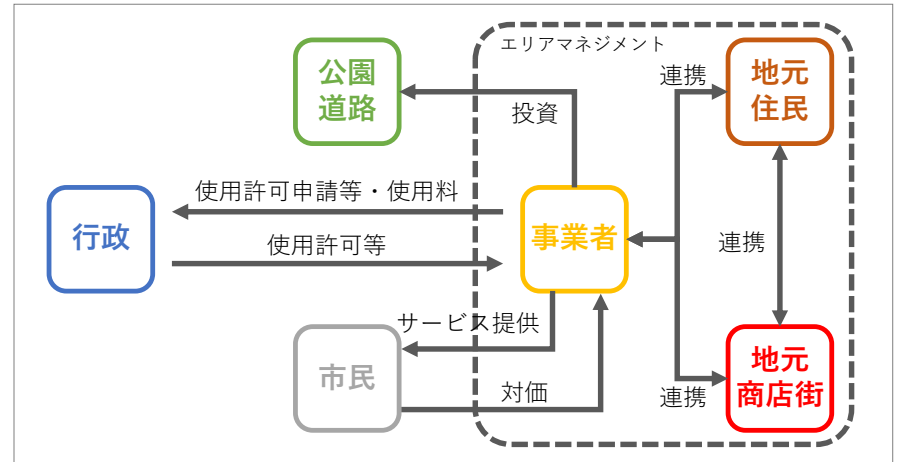 エリアマネジメント
公園
道路
投資
連携
地元
住民
使用許可申請等・使用料
行政
使用許可等
事業者
連携
サービス提供
市民
対価
連携
地元
商店街